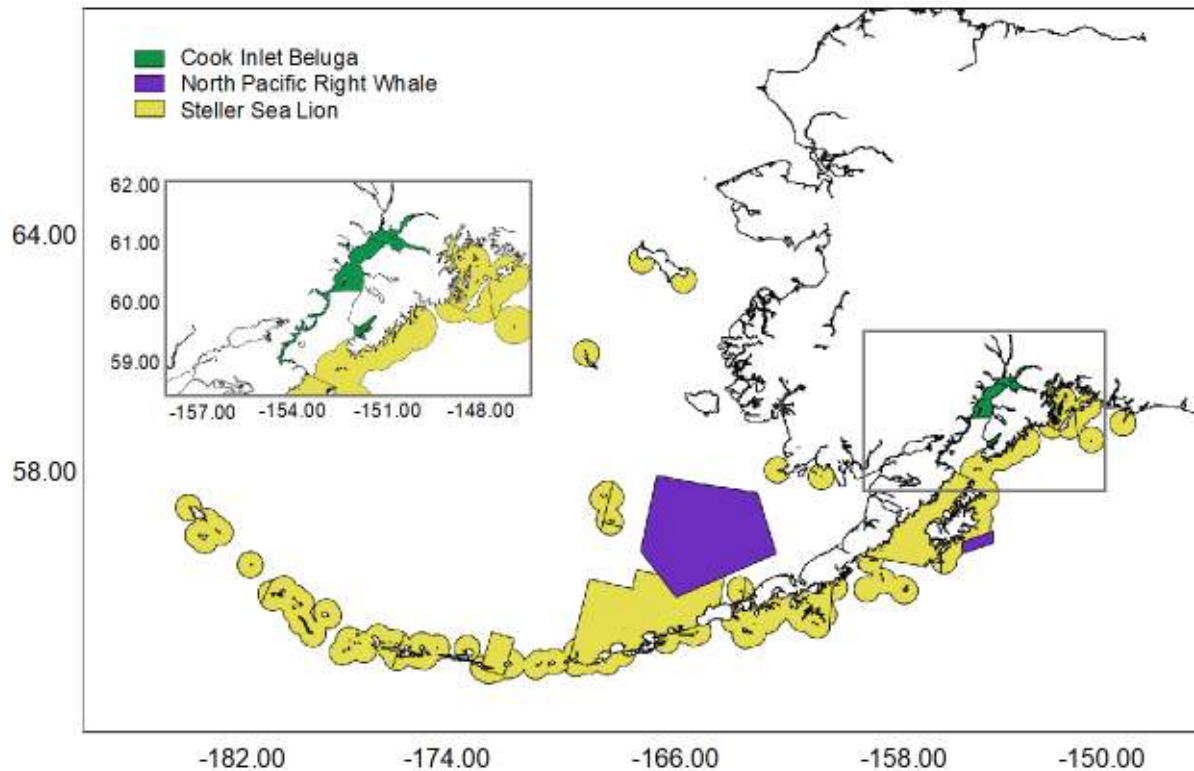 Cook Inlet Beluga
North Pacific Right Whale
Steller Sea Lion
62.00
61.00
60.00
59.00
-157.00 -154.00 -151.00 -148.00
64.00
58.00
-182.00 -174.00 -166.00 -158.00 -150.00